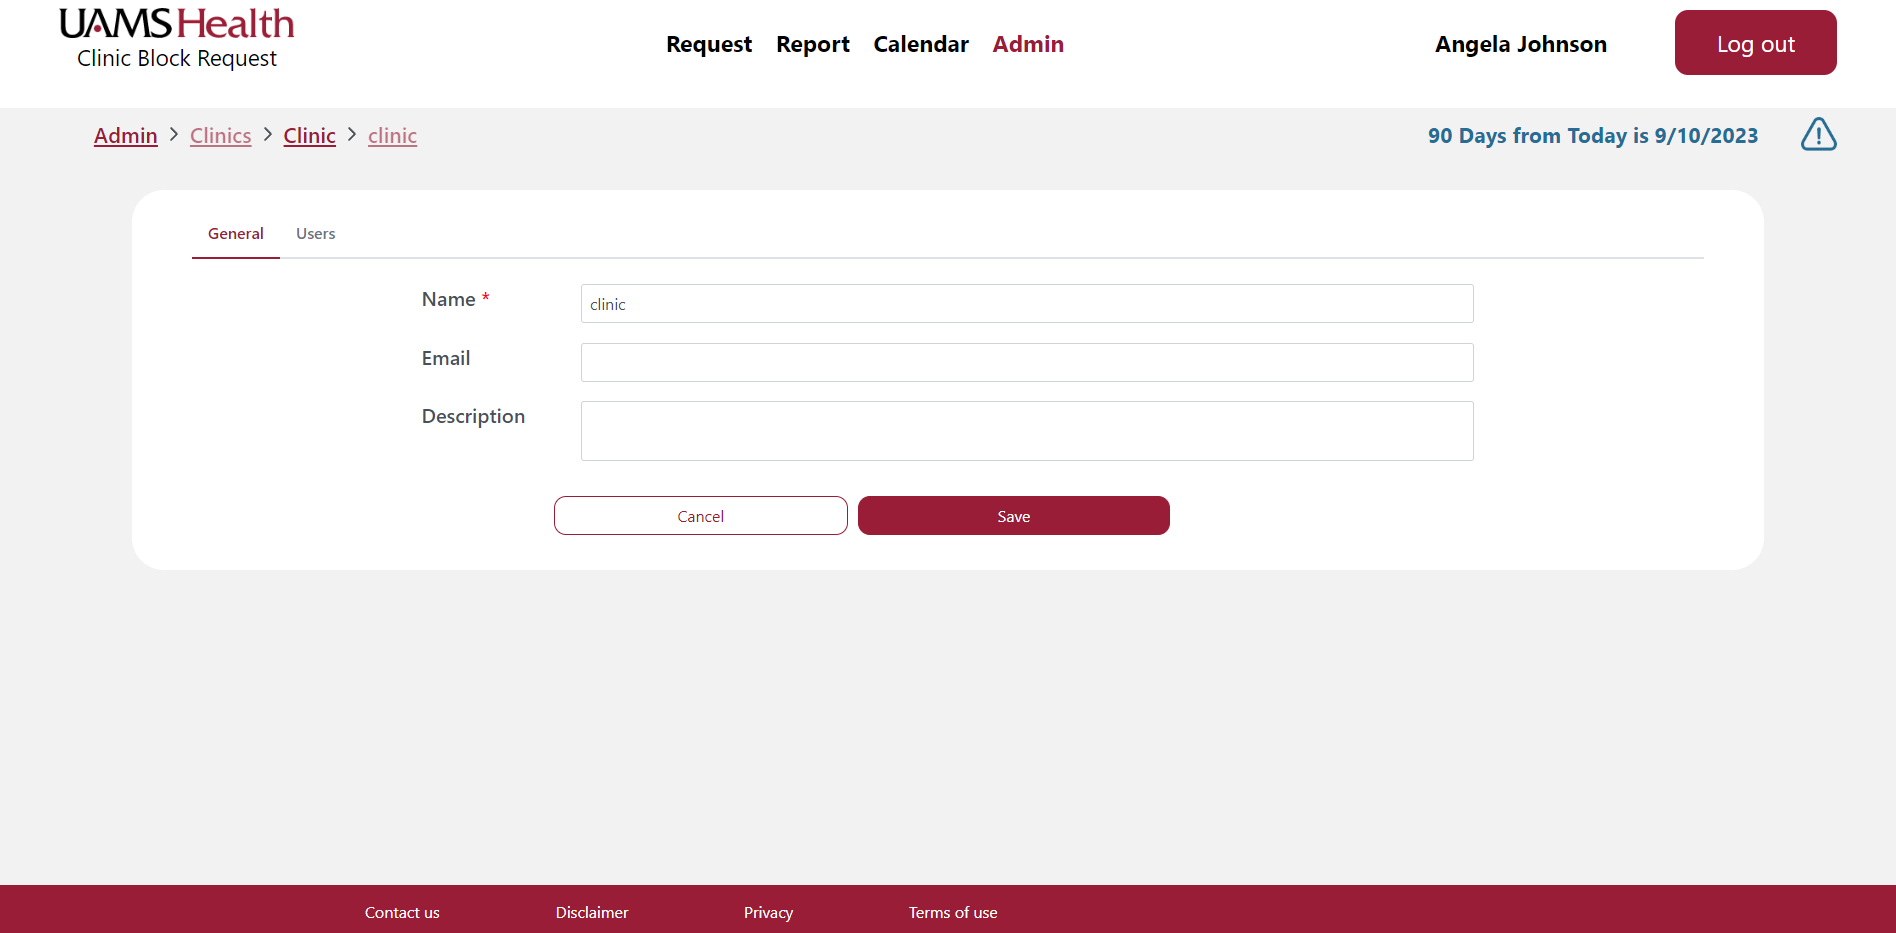 UAMS Health
Clinic Block Request
Request Report Calendar Admin
Angela Johnson
Log out
Admin > Clinics > Clinic > clinic
90 Days from Today is 9/10/2023
General Users
Name * clinic
Email
Description
Cancel Save
Contact us Disclaimer Privacy Terms of use